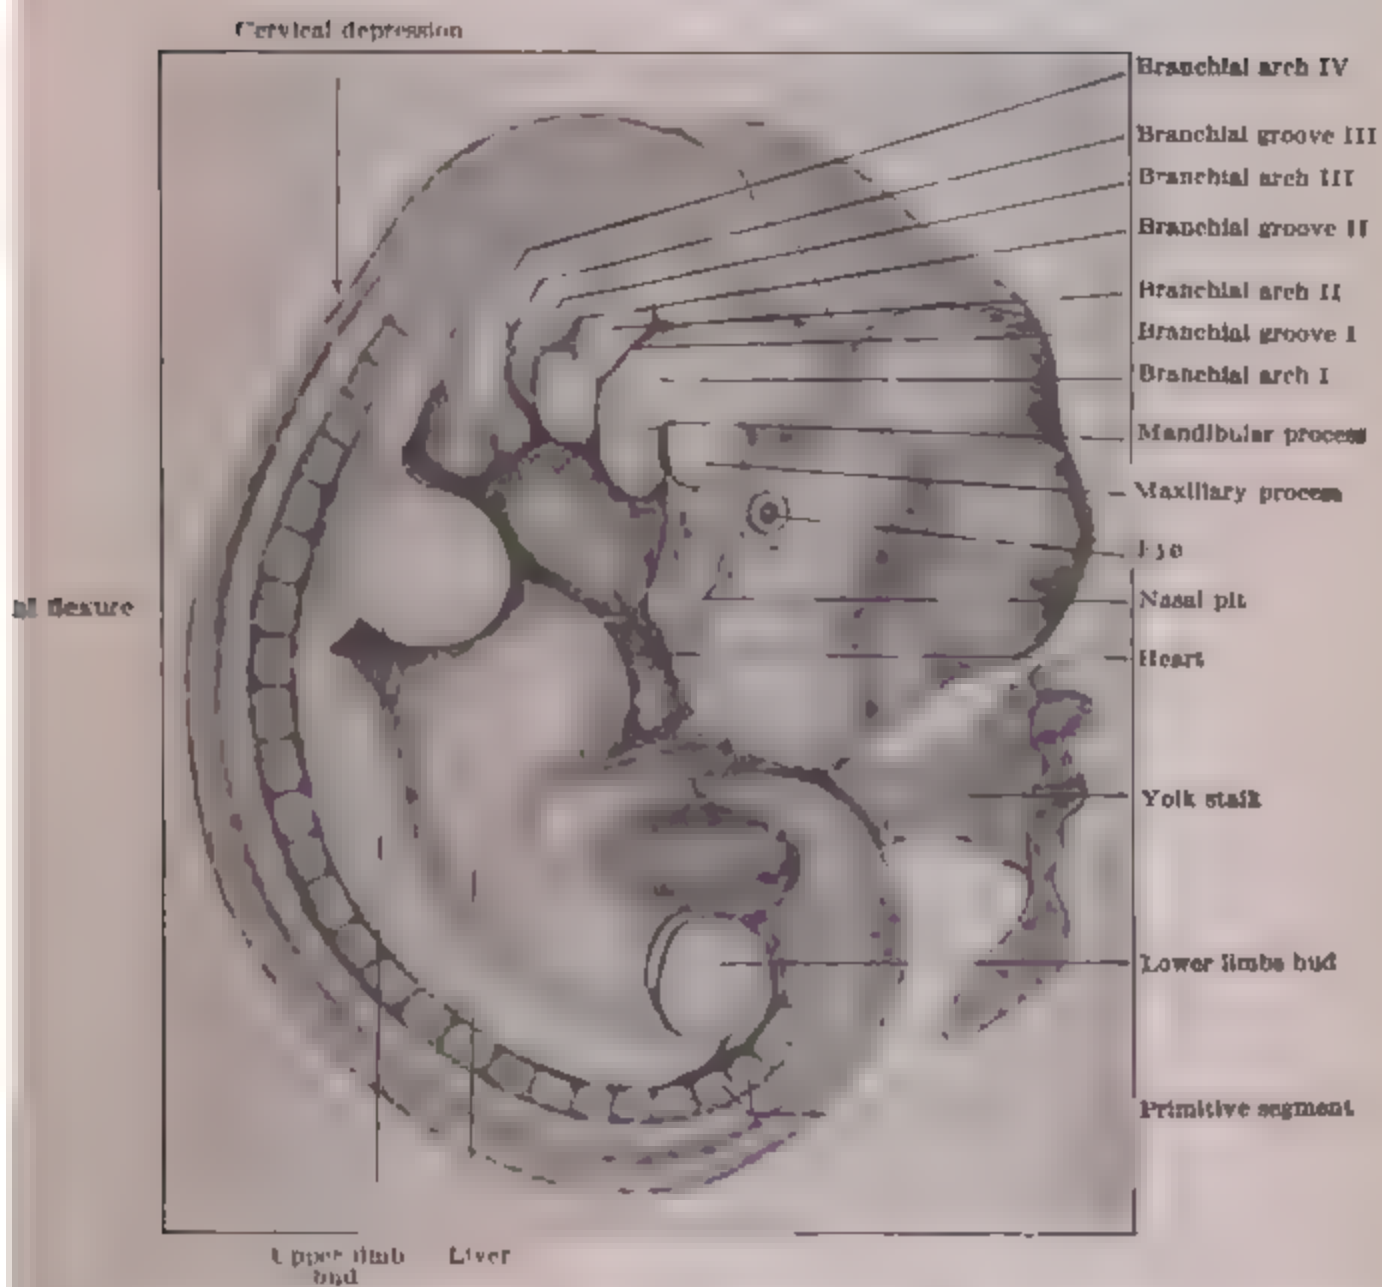 Cervical depression
Branchial arch IV
Branchial groove III
Branchial arch III
Branchial groove II
Branchial arch II
Branchial groove I
Branchial arch I
Mandibular process
Maxillary process
Eye
Nasal pit
al flexure
Heart
Yolk stalk
Lower limbs bud
Primitive segment
Upper limb Liver
bud